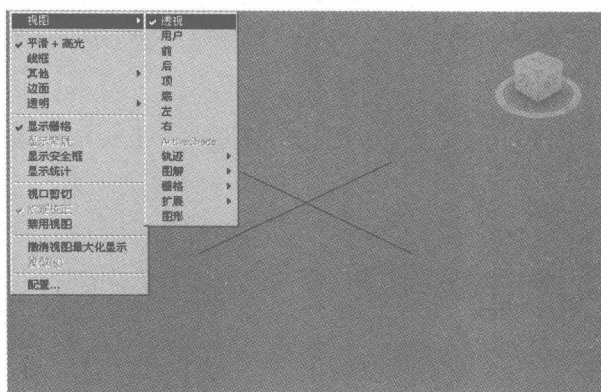 视图
平滑 + 高光
线框
其他
边面
透明
显示栅格
显示安全框
显示统计
视口剪切
禁用视图
撤消视图最大化显示
配置...
透视
用户
前
后
顶
底
左
右
ActiveShade
轨迹
图解
栅格
扩展
图形